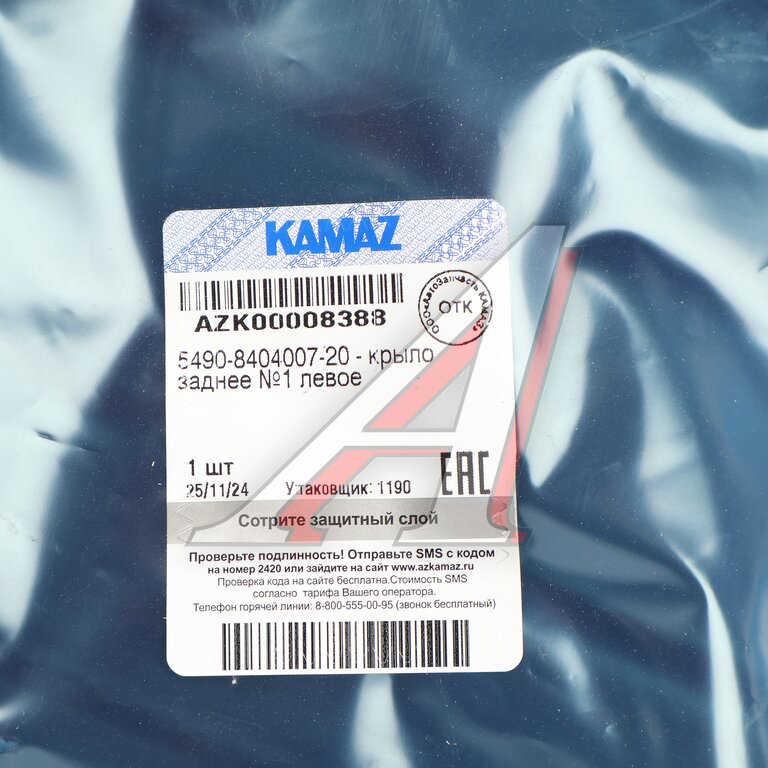 KAMAZ
AZK00008388
ООО«АвтоЗапчасть КАМАЗ»
ОТК
5490-8404007-20 - крыло
заднее №1 левое
1 шт
25/11/24 Упаковщик: 1190
EAC
Сотрите защитный слой
Проверьте подлинность! Отправьте SMS с кодом
на номер 2420 или зайдите на сайт www.azkamaz.ru
Проверка кода на сайте бесплатна.Стоимость SMS
согласно тарифа Вашего оператора.
Телефон горячей линии: 8-800-555-00-95 (звонок бесплатный)